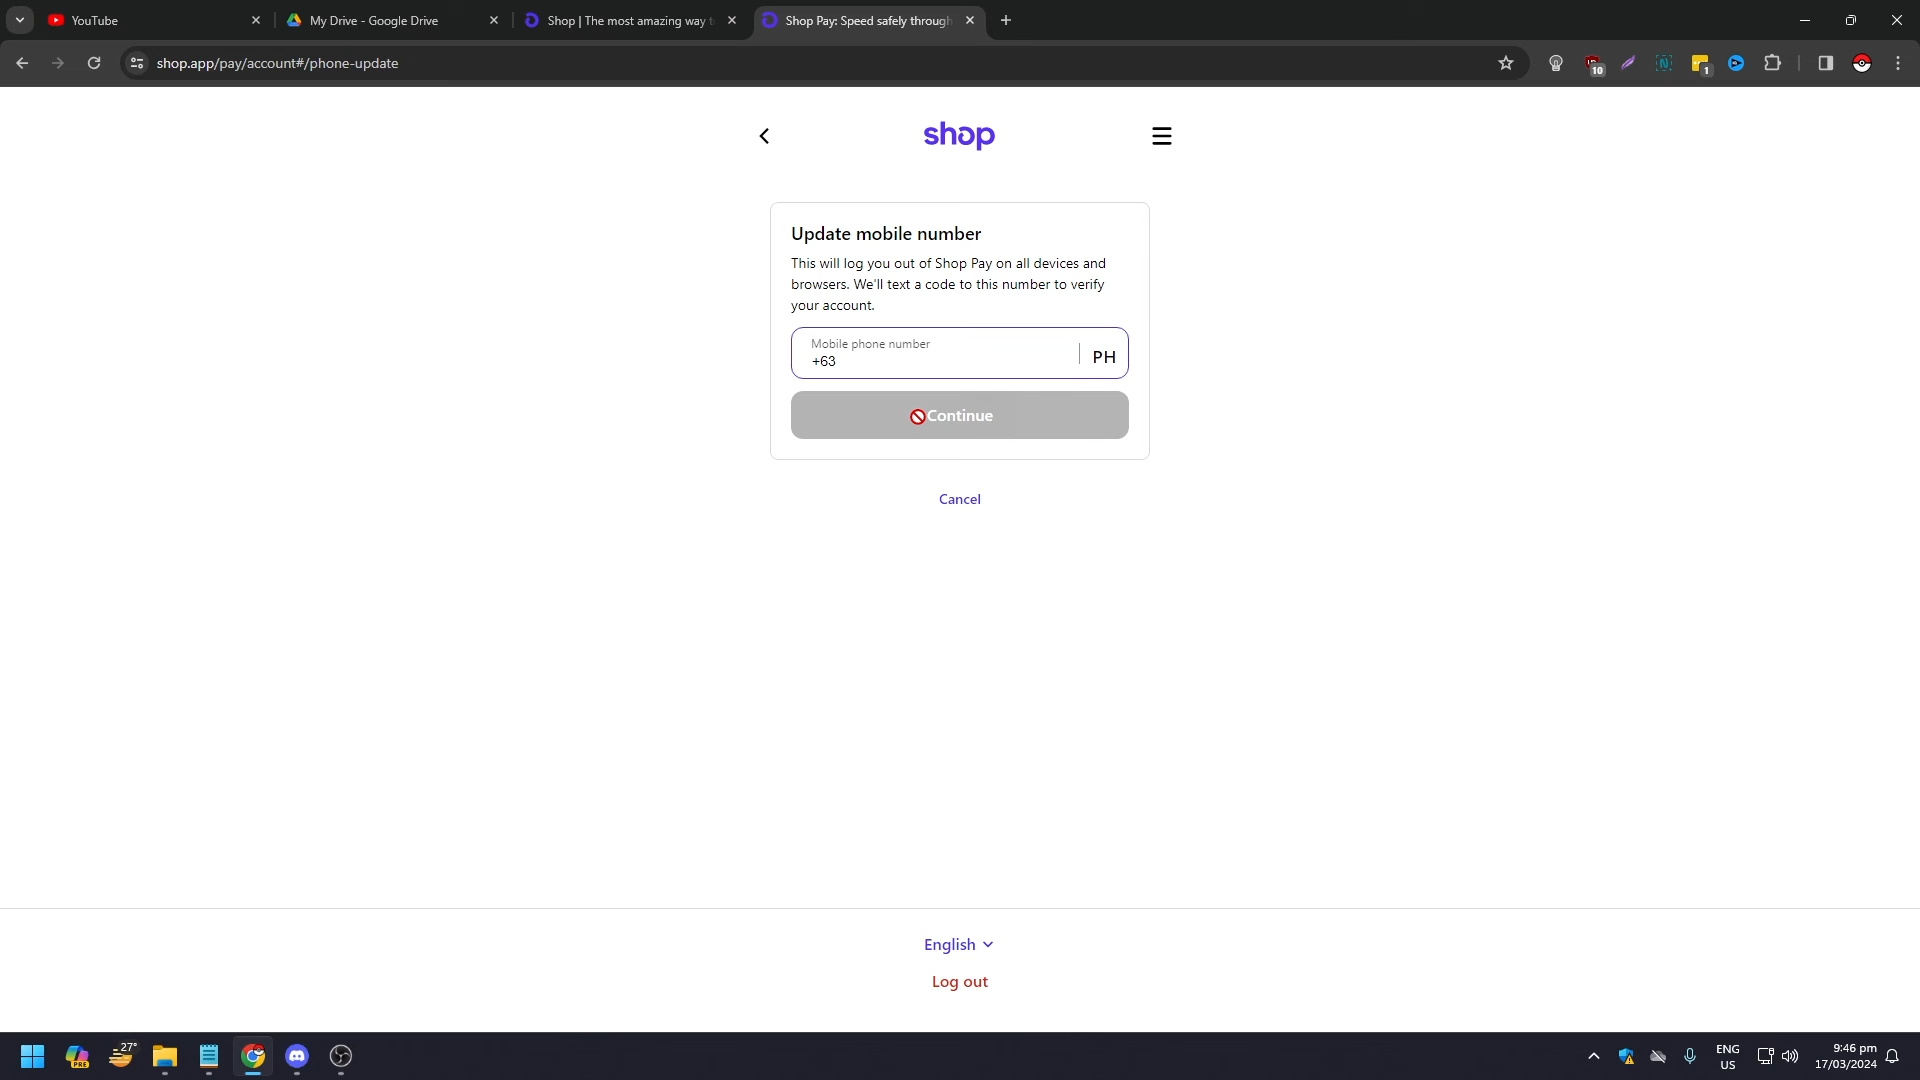 YouTube
My Drive - Google Drive
Shop | The most amazing way t
Shop Pay: Speed safely through
shop.app/pay/account#/phone-update
10
1
shop
Update mobile number
This will log you out of Shop Pay on all devices and
browsers. We'll text a code to this number to verify
your account.
Mobile phone number
+63
PH
Continue
Cancel
English
Log out
PRE
27°
ENG
US
9:46 pm
17/03/2024